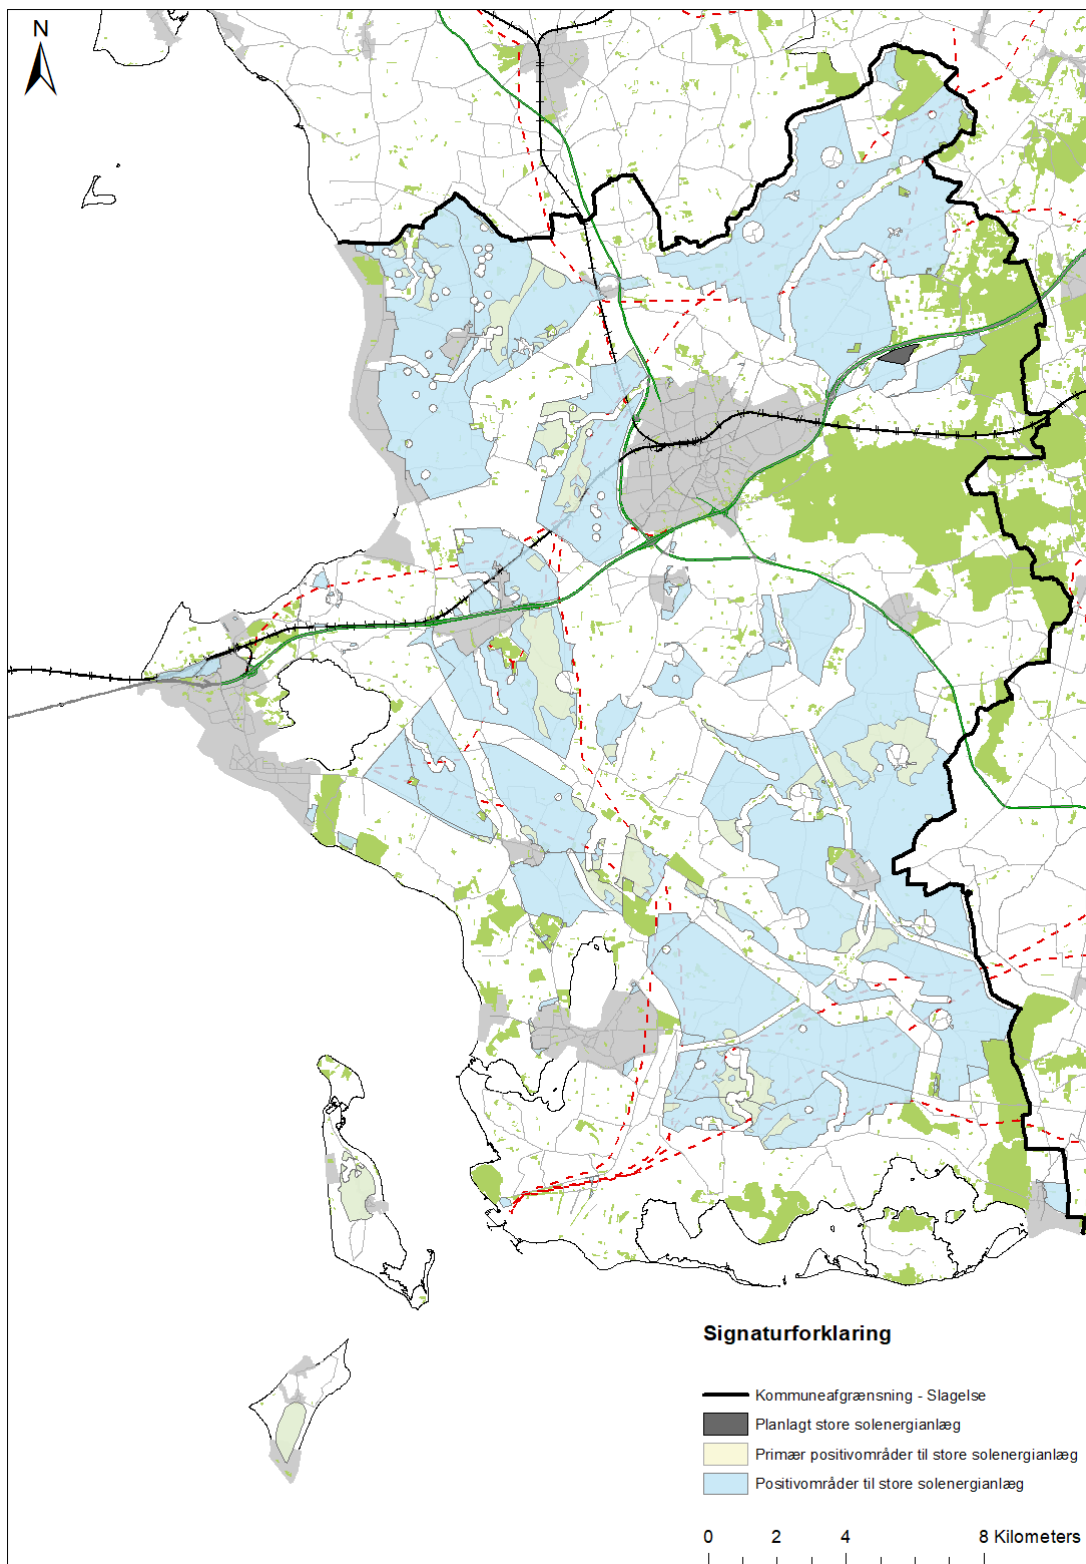 N
Signaturforklaring
Kommuneafgrænsning - Slagelse
Planlagt store solenergianlæg
Primær positivområder til store solenergianlæg
Positivområder til store solenergianlæg
0 2 4 8 Kilometers